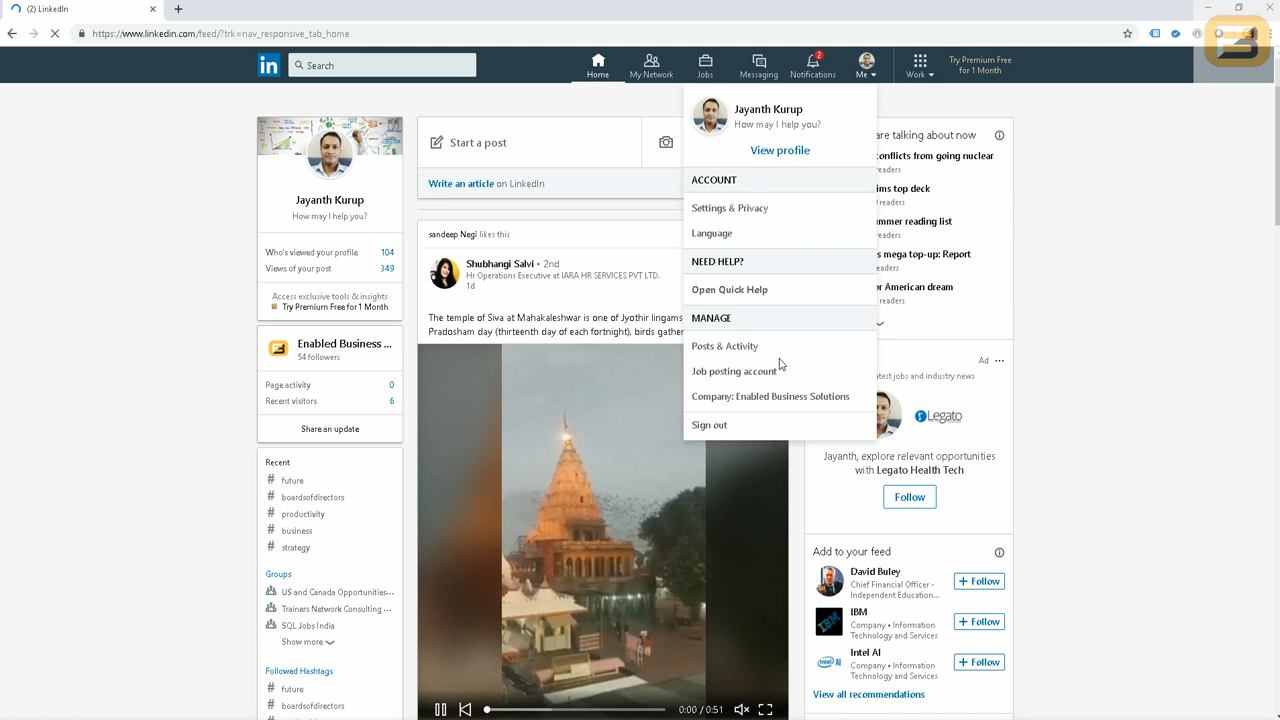 (2) LinkedIn
https://www.linkedin.com/feed/?trk=nav_responsive_tab_home
in
Search
Home
My Network
Jobs
Messaging
2
Notifications
Me
Work
Try Premium Free
for 1 Month
Jayanth Kurup
How may I help you?
Who's viewed your profile 104
Views of your post 349
Access exclusive tools & insights
Try Premium Free for 1 Month
Enabled Business ...
54 followers
Page activity 0
Recent visitors 6
Share an update
Recent
# future
# boardsofdirectors
# productivity
# business
# strategy
Groups
US and Canada Opportunities...
Trainers Network Consulting ...
SQL Jobs India
Show more
Followed Hashtags
# future
# boardsofdirectors
Start a post
Write an article on LinkedIn
sandeep Negi likes this
Shubhangi Salvi • 2nd
Hr Operations Executive at IARA HR SERVICES PVT LTD.
1d
The temple of Siva at Mahakaleshwar is one of Jyothir lingams
Pradosham day (thirteenth day of each fortnight), birds gather
0:00 / 0:51
Jayanth Kurup
How may I help you?
View profile
ACCOUNT
Settings & Privacy
Language
NEED HELP?
Open Quick Help
MANAGE
Posts & Activity
Job posting account
Company: Enabled Business Solutions
Sign out
are talking about now
conflicts from going nuclear
readers
ims top deck
readers
mmer reading list
readers
s mega top-up: Report
readers
or American dream
readers
Ad
atest jobs and industry news
Legato
Jayanth, explore relevant opportunities
with Legato Health Tech
Follow
Add to your feed
David Buley
Chief Financial Officer -
Independent Education...
+ Follow
IBM
IBM
Company • Information
Technology and Services
+ Follow
intel AI
Intel AI
Company • Information
Technology and Services
+ Follow
View all recommendations